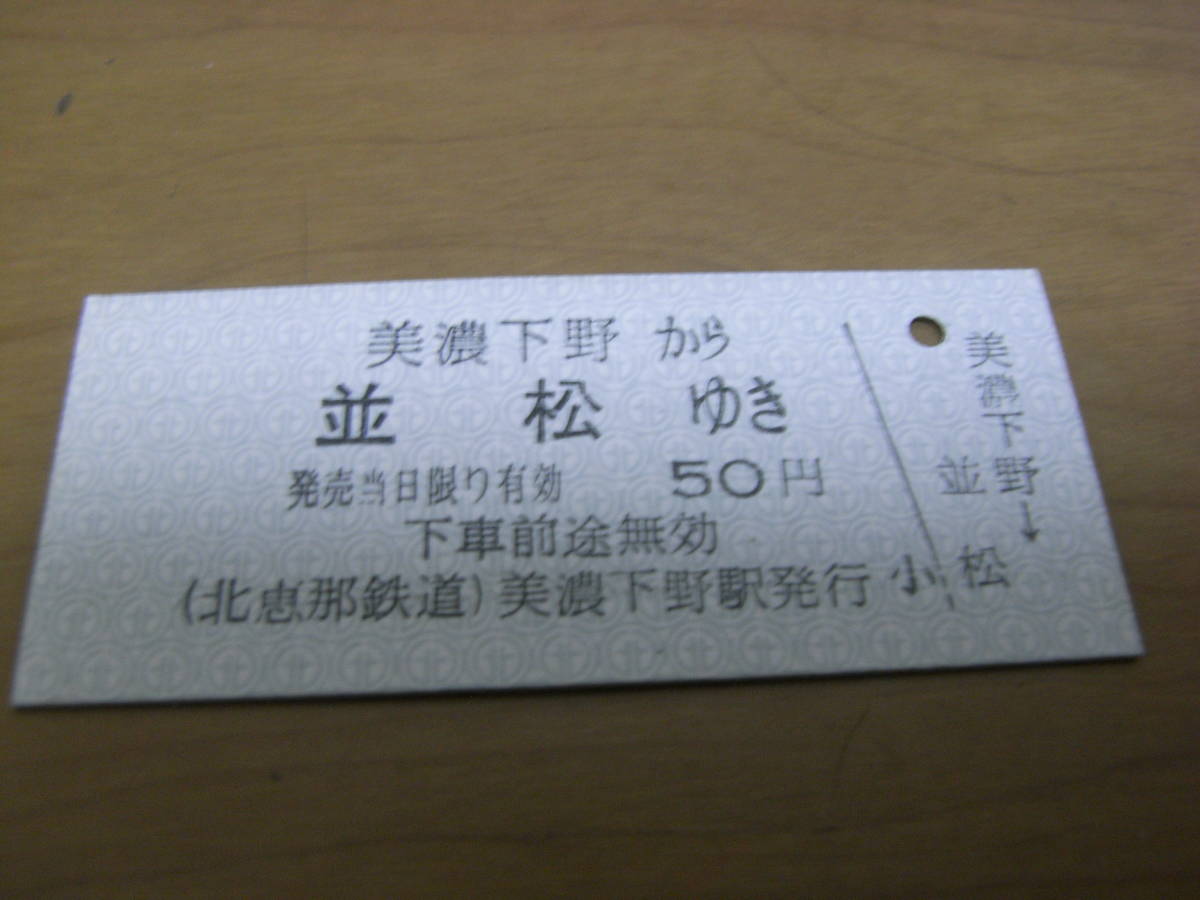 美濃下野から
並松ゆき
発売当日限り有効 50円
下車前途無効
(北恵那鉄道)美濃下野駅発行
小
美濃下野→
並松